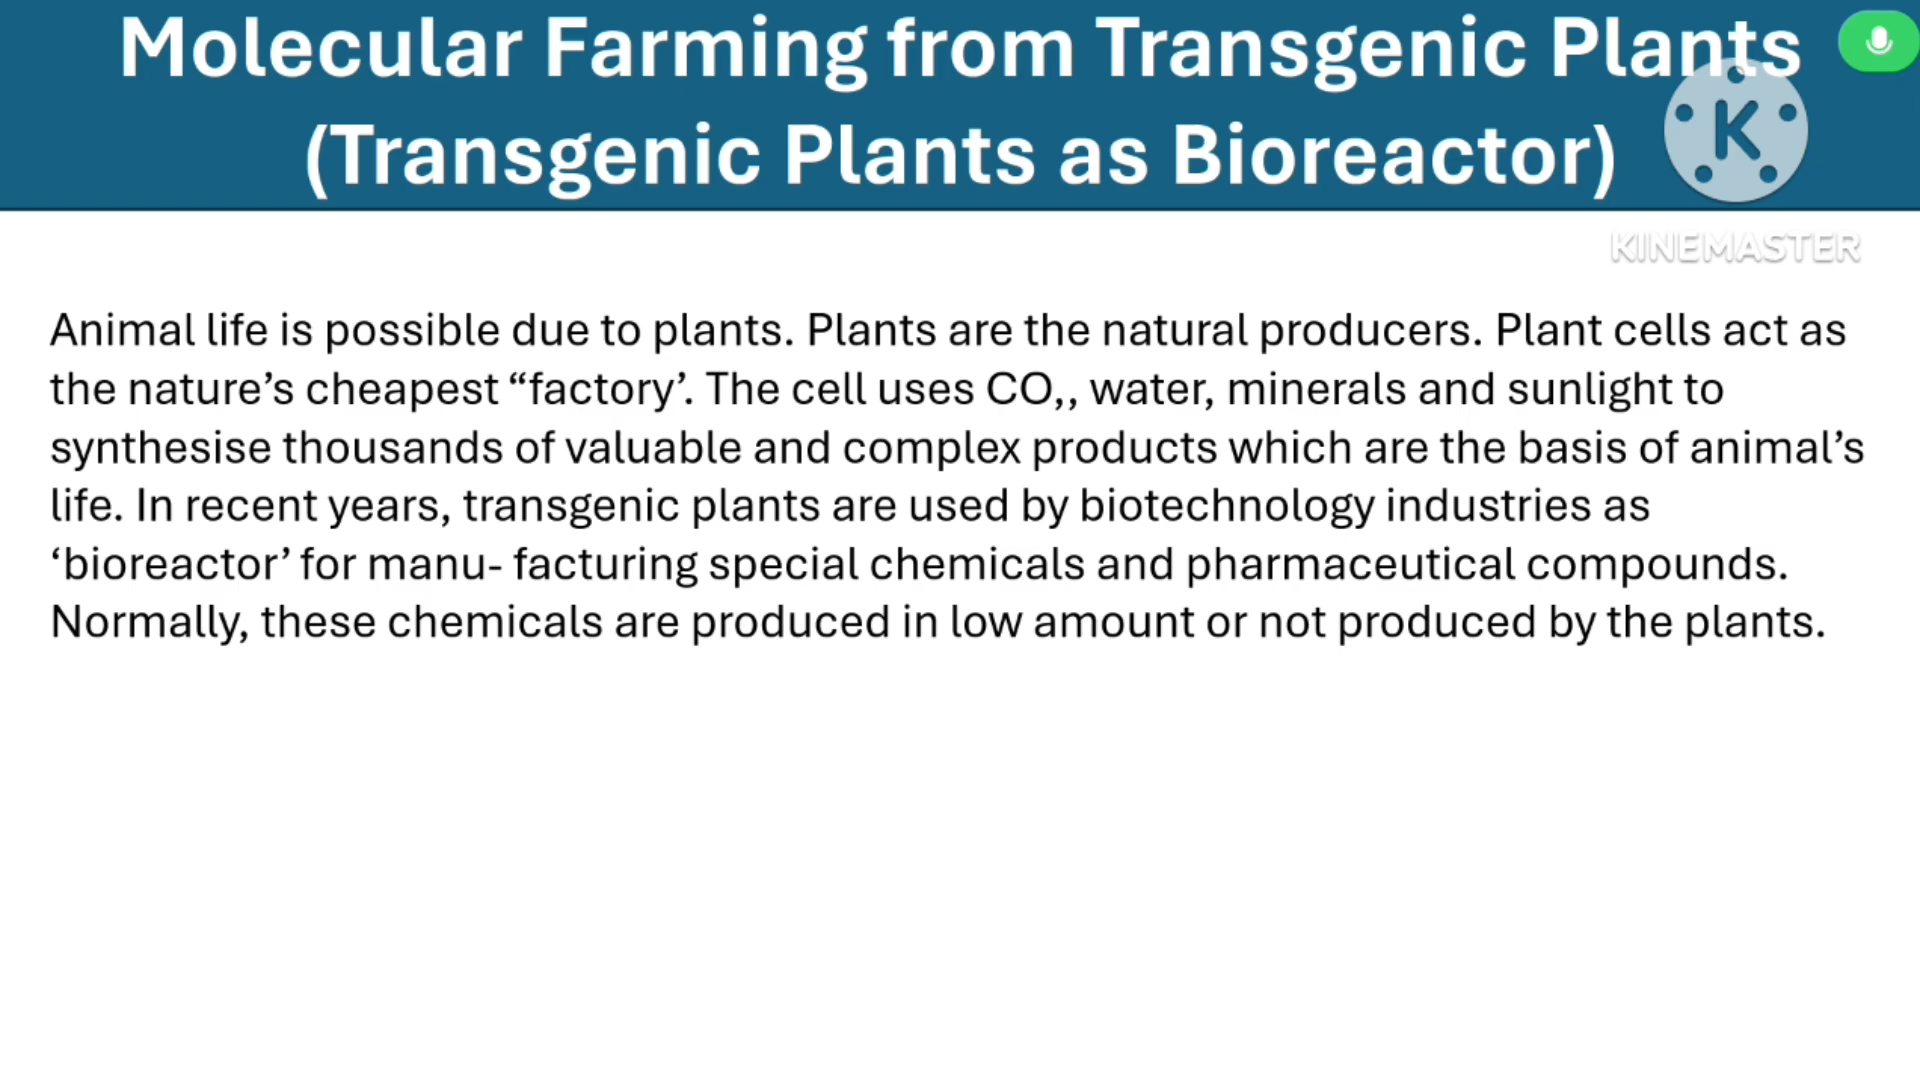 Molecular Farming from Transgenic Plants
(Transgenic Plants as Bioreactor)
K
KINEMASTER
Animal life is possible due to plants. Plants are the natural producers. Plant cells act as
the nature’s cheapest “factory’. The cell uses CO,, water, minerals and sunlight to
synthesise thousands of valuable and complex products which are the basis of animal’s
life. In recent years, transgenic plants are used by biotechnology industries as
‘bioreactor’ for manu- facturing special chemicals and pharmaceutical compounds.
Normally, these chemicals are produced in low amount or not produced by the plants.